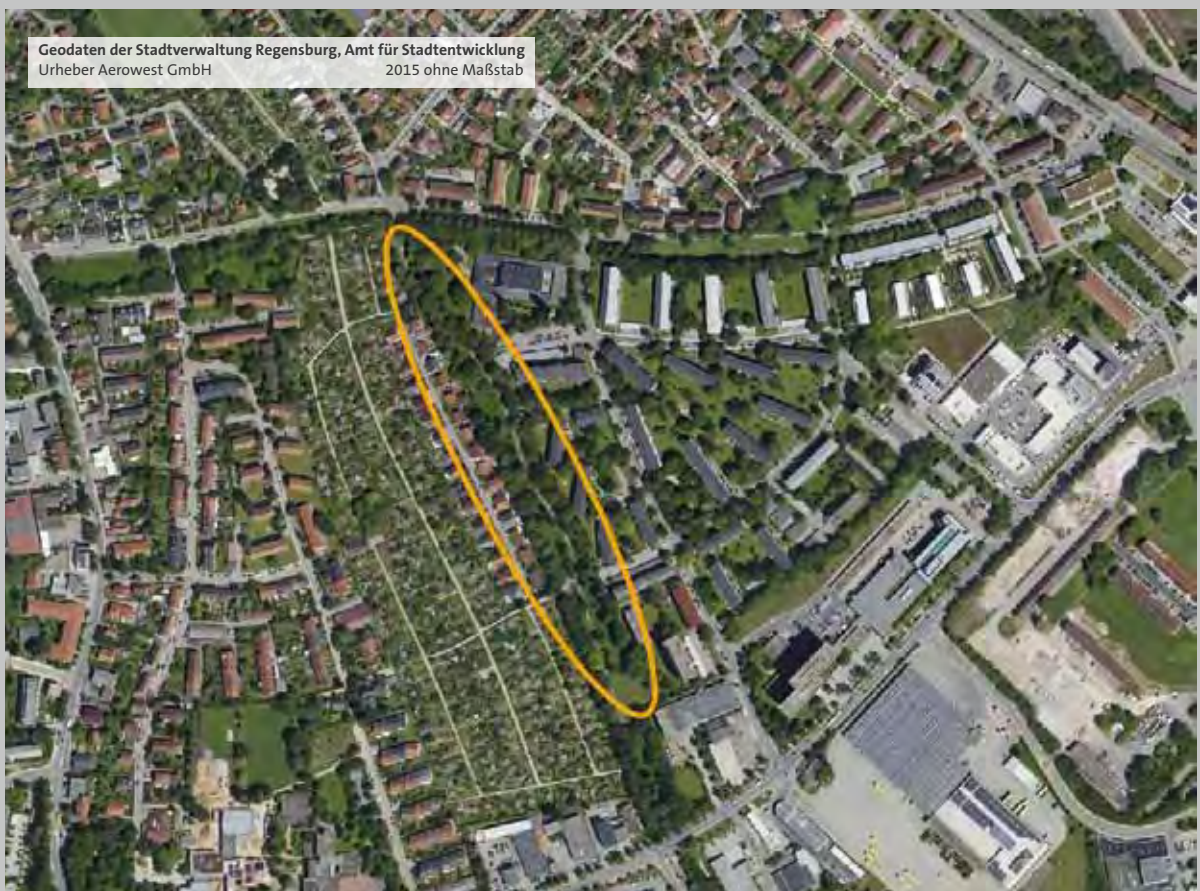 Geodaten der Stadtverwaltung Regensburg, Amt für Stadtentwicklung
Urheber Aerowest GmbH 2015 ohne Maßstab